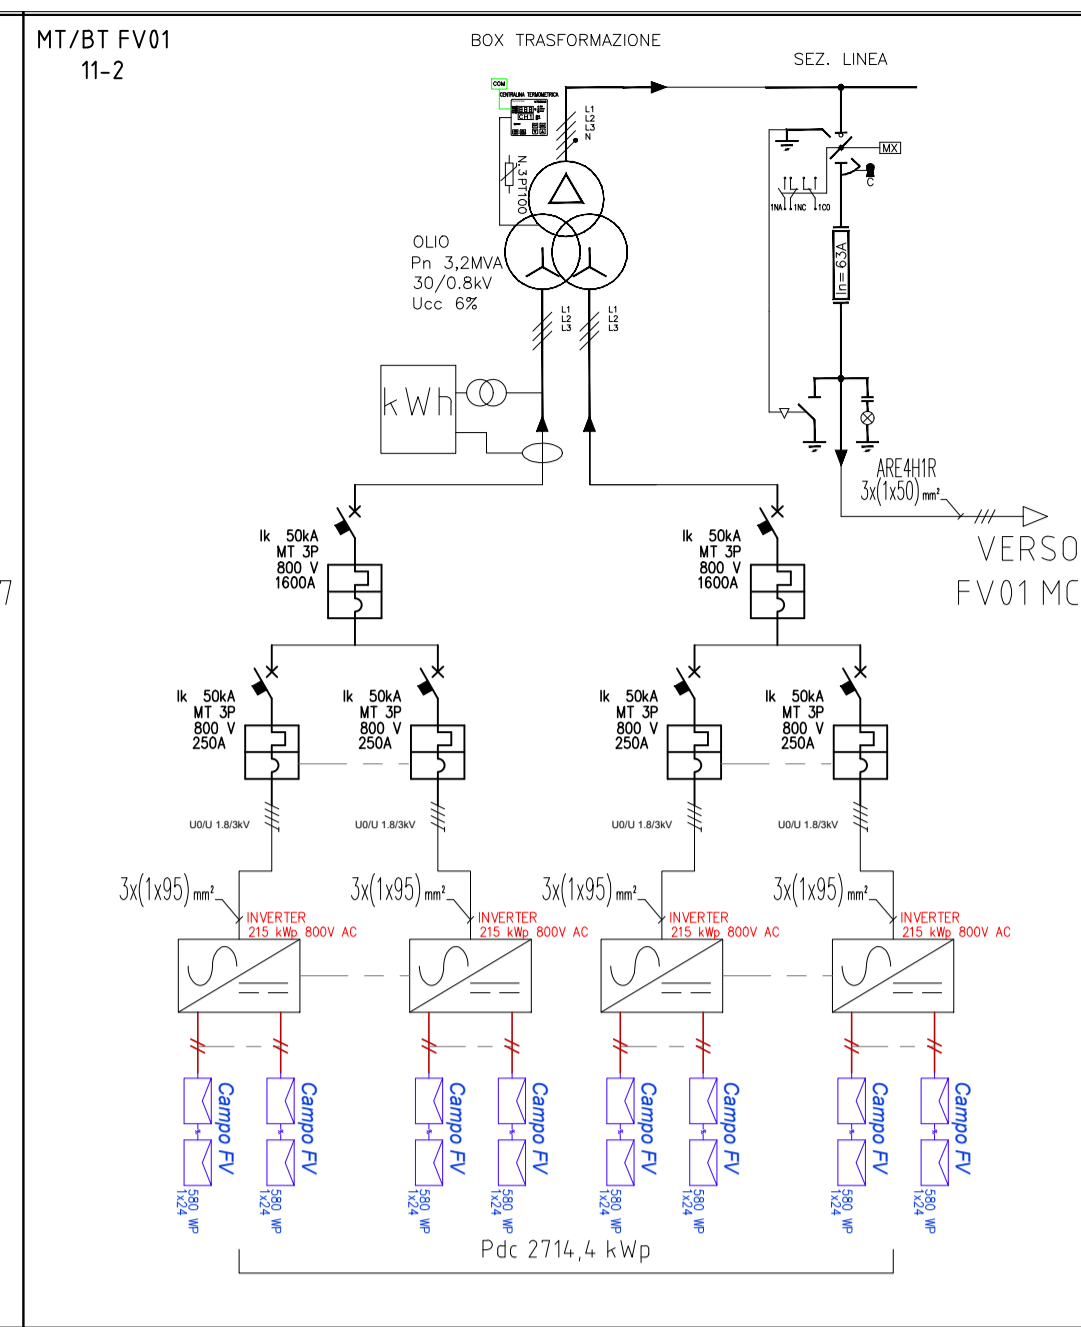 MT/BT FV01
11-2
BOX TRASFORMAZIONE
SEZ. LINEA
COM
CENTRALINA TERMOMETRICA
CH1
L1
L2
L3
N
N.3PT100
MX
C
1NA
1NC
1CO
OLIO
Pn 3,2MVA
30/0.8kV
Ucc 6%
In= 63A
L1
L2
L3
L1
L2
L3
kWh
ARE4H1R
3x(1x50)mm²
VERSO
FV01 MC
7
Ik 50kA
MT 3P
800 V
1600A
Ik 50kA
MT 3P
800 V
1600A
Ik 50kA
MT 3P
800 V
250A
Ik 50kA
MT 3P
800 V
250A
Ik 50kA
MT 3P
800 V
250A
Ik 50kA
MT 3P
800 V
250A
U0/U 1.8/3kV
U0/U 1.8/3kV
U0/U 1.8/3kV
U0/U 1.8/3kV
3x(1x95)mm²
3x(1x95)mm²
3x(1x95)mm²
3x(1x95)mm²
INVERTER
215 kWp 800V AC
INVERTER
215 kWp 800V AC
INVERTER
215 kWp 800V AC
INVERTER
215 kWp 800V AC
Campo FV
Campo FV
Campo FV
Campo FV
Campo FV
Campo FV
Campo FV
Campo FV
580 WP
1x24
580 WP
1x24
580 WP
1x24
580 WP
1x24
580 WP
1x24
580 WP
1x24
580 WP
1x24
580 WP
1x24
Pdc 2714,4 kWp